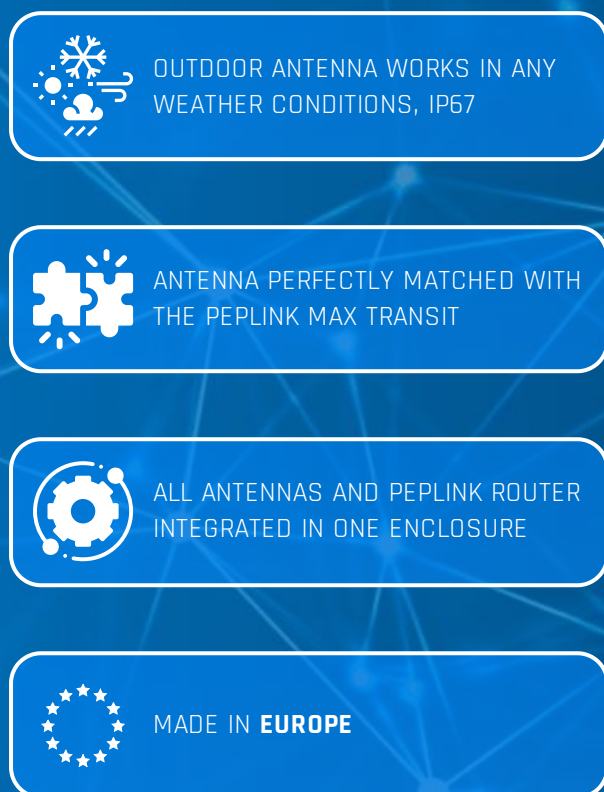 OUTDOOR ANTENNA WORKS IN ANY
WEATHER CONDITIONS, IP67
ANTENNA PERFECTLY MATCHED WITH
THE PEPLINK MAX TRANSIT
ALL ANTENNAS AND PEPLINK ROUTER
INTEGRATED IN ONE ENCLOSURE
MADE IN EUROPE